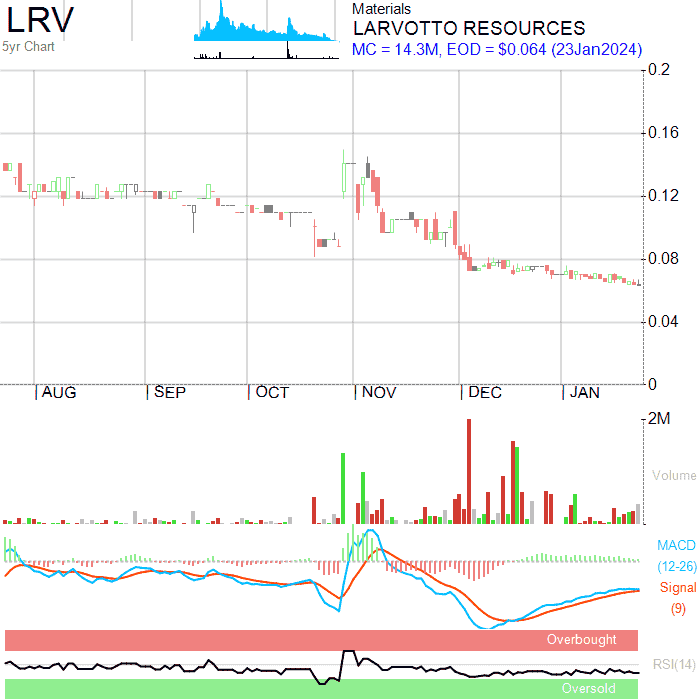 LRV
5yr Chart
Materials
LARVOTTO RESOURCES
MC = 14.3M, EOD = $0.064 (23Jan2024)
0.2
0.16
0.12
0.08
0.04
0
AUG SEP OCT NOV DEC JAN
2M
Volume
MACD
(12-26)
Signal
(9)
Overbought
RSI(14)
Oversold